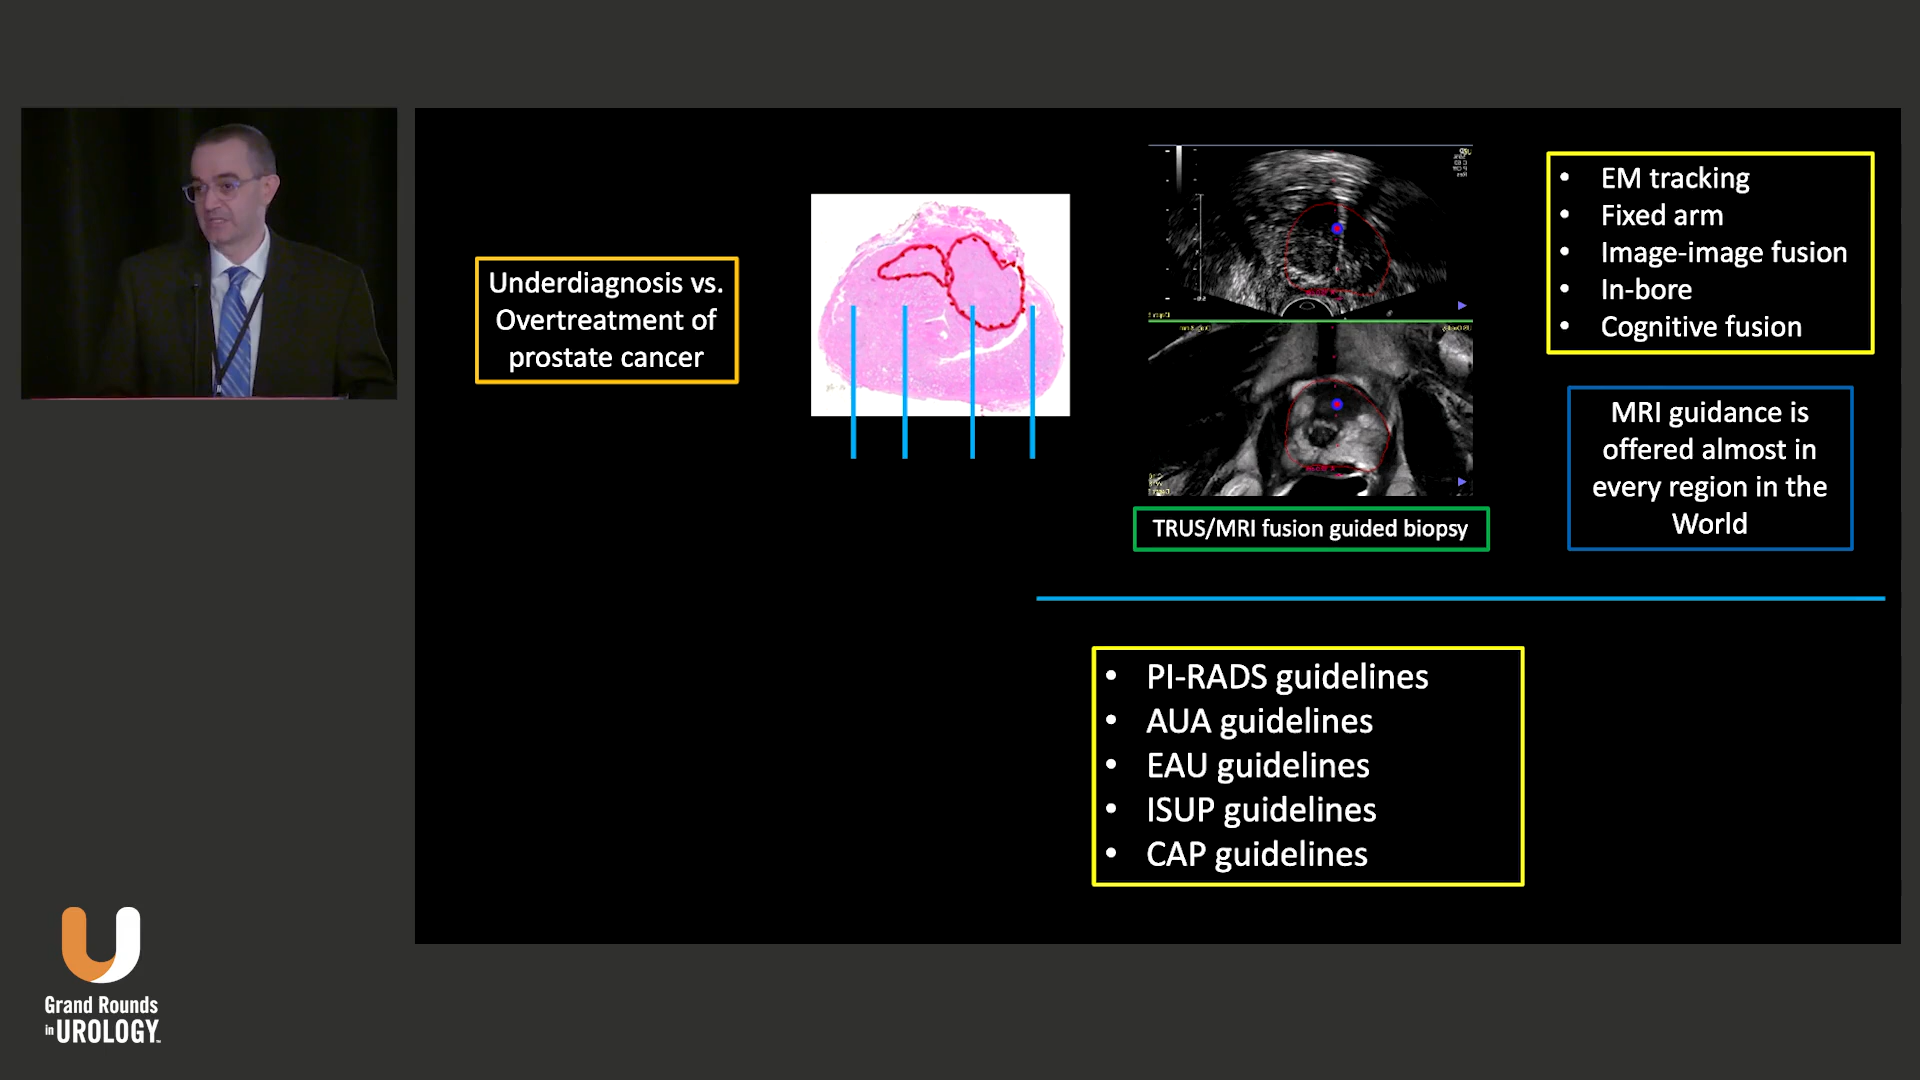 Underdiagnosis vs.
Overtreatment of
prostate cancer
TRUS/MRI fusion guided biopsy
• EM tracking
• Fixed arm
• Image-image fusion
• In-bore
• Cognitive fusion
MRI guidance is
offered almost in
every region in the
World
• PI-RADS guidelines
• AUA guidelines
• EAU guidelines
• ISUP guidelines
• CAP guidelines
Grand Rounds
in UROLOGY™